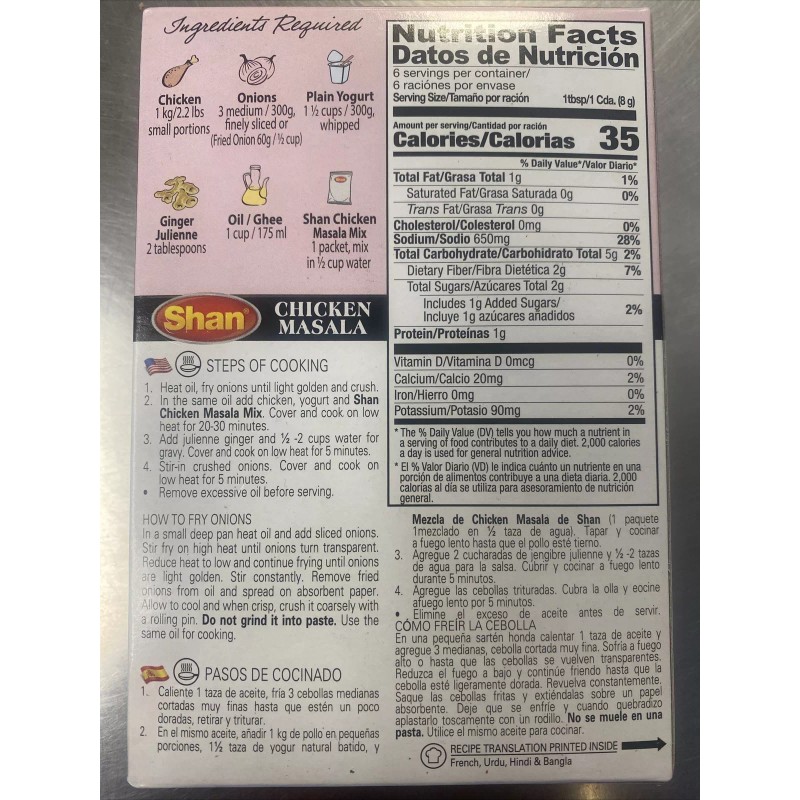 Ingredients Required
Chicken
1 kg/2.2 lbs
small portions
Onions
3 medium / 300g,
finely sliced or
(Fried Onion 60g / ½ cup)
Plain Yogurt
1 ½ cups / 300g,
whipped
Ginger
Julienne
2 tablespoons
Oil / Ghee
1 cup / 175 ml
Shan Chicken
Masala Mix
1 packet, mix
in ½ cup water
Shan
CHICKEN
MASALA
STEPS OF COOKING
1. Heat oil, fry onions until light golden and crush.
2. In the same oil add chicken, yogurt and Shan
Chicken Masala Mix. Cover and cook on low
heat for 20-30 minutes.
3. Add julienne ginger and ½ -2 cups water for
gravy. Cover and cook on low heat for 5 minutes.
4. Stir-in crushed onions. Cover and cook on
low heat for 5 minutes.
• Remove excessive oil before serving.
HOW TO FRY ONIONS
In a small deep pan heat oil and add sliced onions.
Stir fry on high heat until onions turn transparent.
Reduce heat to low and continue frying until onions
are light golden. Stir constantly. Remove fried
onions from oil and spread on absorbent paper.
Allow to cool and when crisp, crush it coarsely with
a rolling pin. Do not grind it into paste. Use the
same oil for cooking.
PASOS DE COCINADO
1. Caliente 1 taza de aceite, fría 3 cebollas medianas
cortadas muy finas hasta que estén un poco
doradas, retirar y triturar.
2. En el mismo aceite, añadir 1 kg de pollo en pequeñas
porciones, 1½ taza de yogur natural batido, y
Nutrition Facts
Datos de Nutrición
6 servings per container/
6 raciónes por envase
Serving Size/Tamaño por ración 1tbsp/1 Cda. (8 g)
Amount per serving/Cantidad por ración
Calories/Calorias 35
% Daily Value*/Valor Diario*
Total Fat/Grasa Total 1g 1%
Saturated Fat/Grasa Saturada 0g 0%
Trans Fat/Grasa Trans 0g
Cholesterol/Colesterol 0mg 0%
Sodium/Sodio 650mg 28%
Total Carbohydrate/Carbohidrato Total 5g 2%
Dietary Fiber/Fibra Dietética 2g 7%
Total Sugars/Azúcares Total 2g
Includes 1g Added Sugars/
Incluye 1g azúcares añadidos 2%
Protein/Proteínas 1g
Vitamin D/Vitamina D 0mcg 0%
Calcium/Calcio 20mg 2%
Iron/Hierro 0mg 0%
Potassium/Potasio 90mg 2%
* The % Daily Value (DV) tells you how much a nutrient in
a serving of food contributes to a daily diet. 2,000 calories
a day is used for general nutrition advice.
* El % Valor Diario (VD) le indica cuánto un nutriente en una
porción de alimentos contribuye a una dieta diaria. 2,000
calorías al día se utiliza para asesoramiento de nutrición
general.
Mezcla de Chicken Masala de Shan (1 paquete
1mezclado en ½ taza de agua). Tapar y cocinar
a fuego lento hasta que el pollo esté tierno.
3. Agregue 2 cucharadas de jengibre julienne y ½ -2 tazas
de agua para la salsa. Cubrir y cocinar a fuego lento
durante 5 minutos.
4. Agregue las cebollas trituradas. Cubra la olla y eocine
afuego lento por 5 minutos.
• Elimine el exceso de aceite antes de servir.
CÓMO FREÍR LA CEBOLLA
En una pequeña sartén honda calentar 1 taza de aceite y
agregue 3 medianas, cebolla cortada muy fina. Sofría a fuego
alto o hasta que las cebollas se vuelven transparentes.
Reduzca el fuego a bajo y continúe friendo hasta que la
cebolla esté ligeramente dorada. Revuelva constantemente.
Saque las cebollas fritas y extiéndalas sobre un papel
absorbente. Deje que se enfríe y cuando quebradizo
aplastarlo toscamente con un rodillo. No se muele en una
pasta. Utilice el mismo aceite para cocinar.
RECIPE TRANSLATION PRINTED INSIDE
French, Urdu, Hindi & Bangla